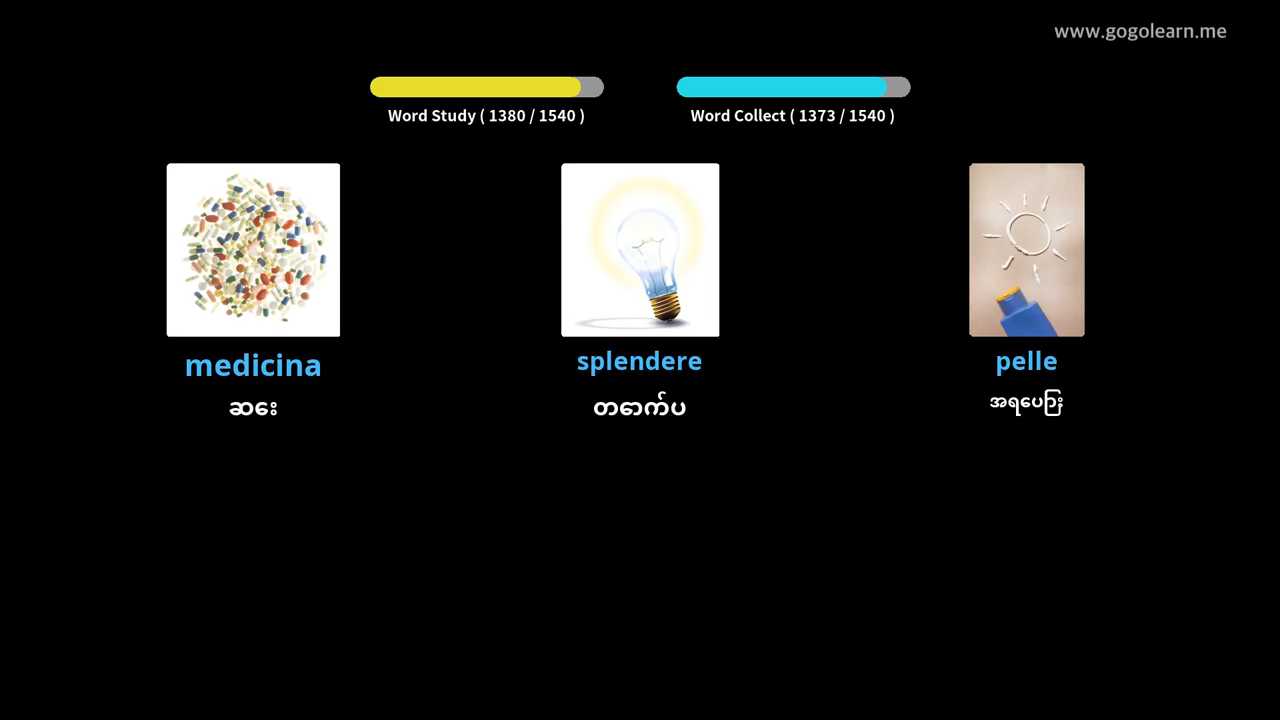 www.gogolearn.me
Word Study ( 1380 / 1540 )
Word Collect ( 1373 / 1540 )
medicina
splendere
pelle
ဆေး
တောက်ပ
အရေပြား